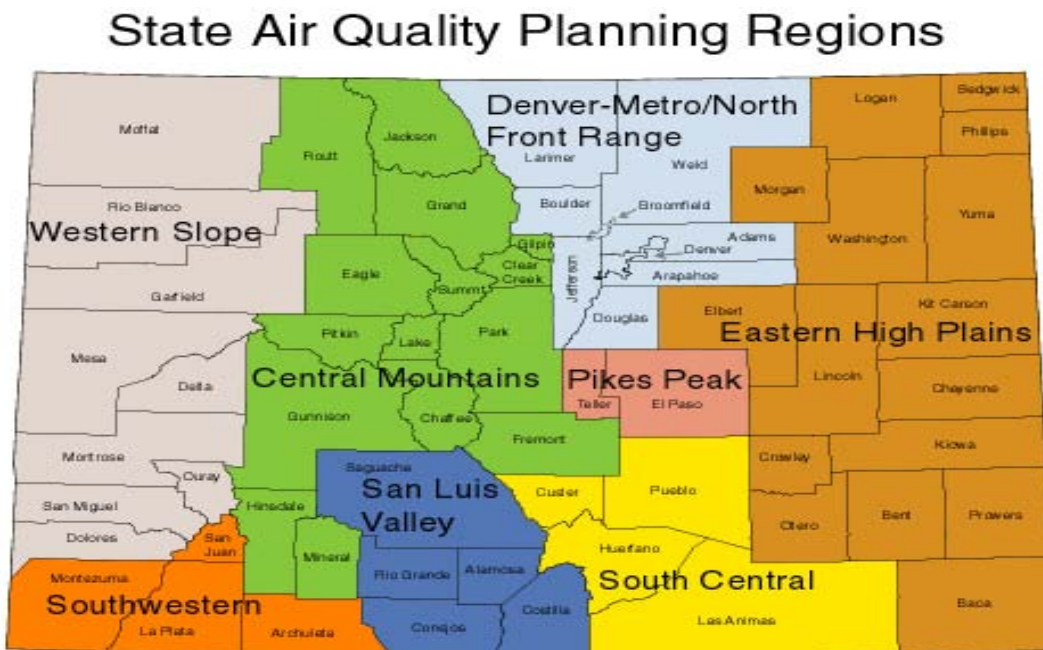 State Air Quality Planning Regions
Denver-Metro/North
Front Range
Logan
Sedgwick
Phillips
Moffat
Jackson
Routt
Larimer
Weld
Morgan
Yuma
Washington
Rio Blanco
Grand
Boulder
Broomfield
Western Slope
Gilpin
Adams
Denver
Eagle
Clear
Creek
Jefferson
Arapahoe
Summt
Garfield
Kit Carson
Elbert
Douglas
Pitkin
Lake
Park
Eastern High Plains
Mesa
Delta
Central Mountains
Pikes Peak
Lincoln
Cheyenne
Teller
El Paso
Gunnison
Chaffee
Fremont
Kiowa
Montrose
Crowley
Ouray
Saguache
San Luis
Valley
Custer
Pueblo
San Miguel
Hinsdale
Otero
Bent
Prowers
Dolores
San
Juan
Mineral
Huerfano
Rio Grande
Alamosa
Montezuma
Southwestern
South Central
La Plata
Archuleta
Conejos
Costilla
Las Animas
Baca